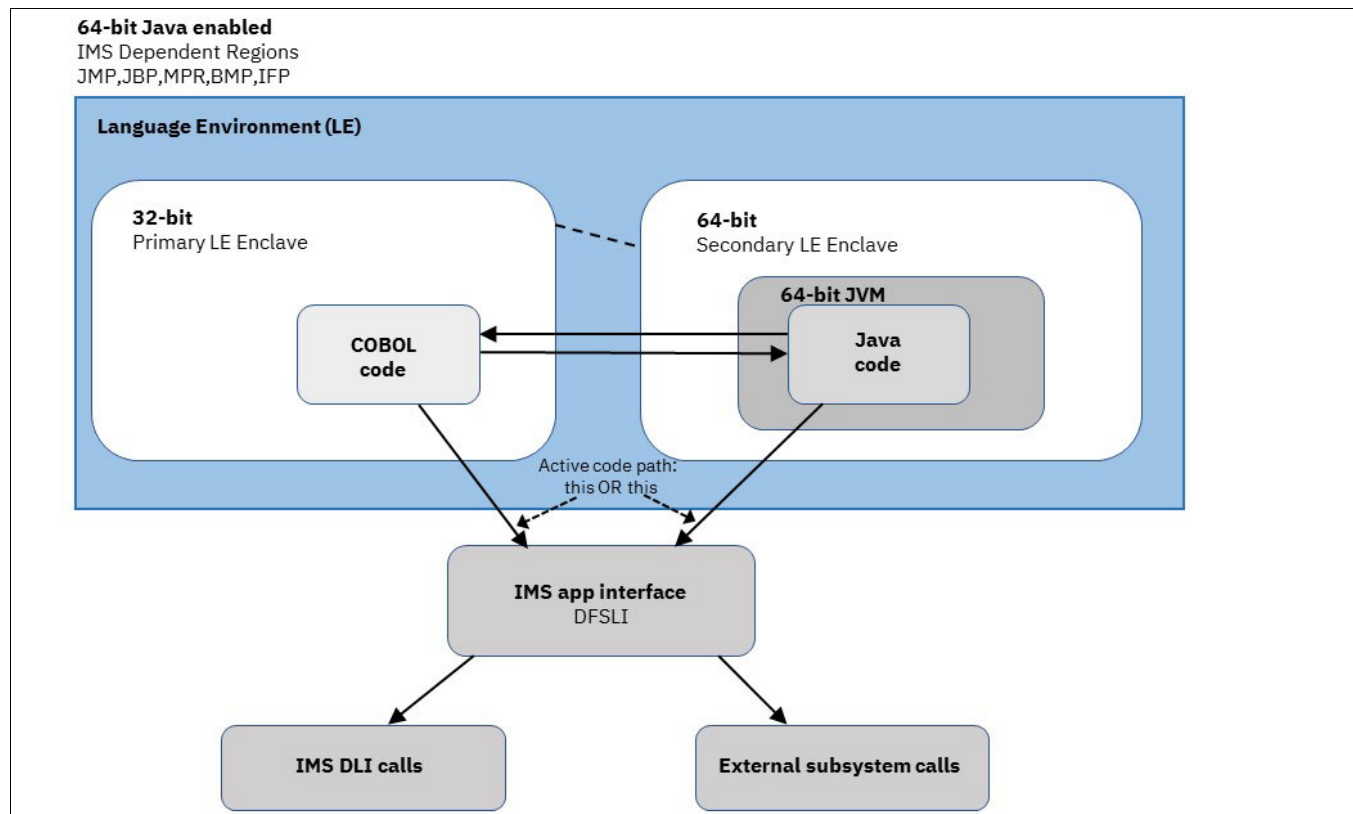 64-bit Java enabled
IMS Dependent Regions
JMP,JBP,MPR,BMP,IFP
Language Environment (LE)
32-bit
Primary LE Enclave
64-bit
Secondary LE Enclave
64-bit JVM
COBOL
code
Java
code
Active code path:
this OR this
IMS app interface
DFSLI
IMS DLI calls
External subsystem calls